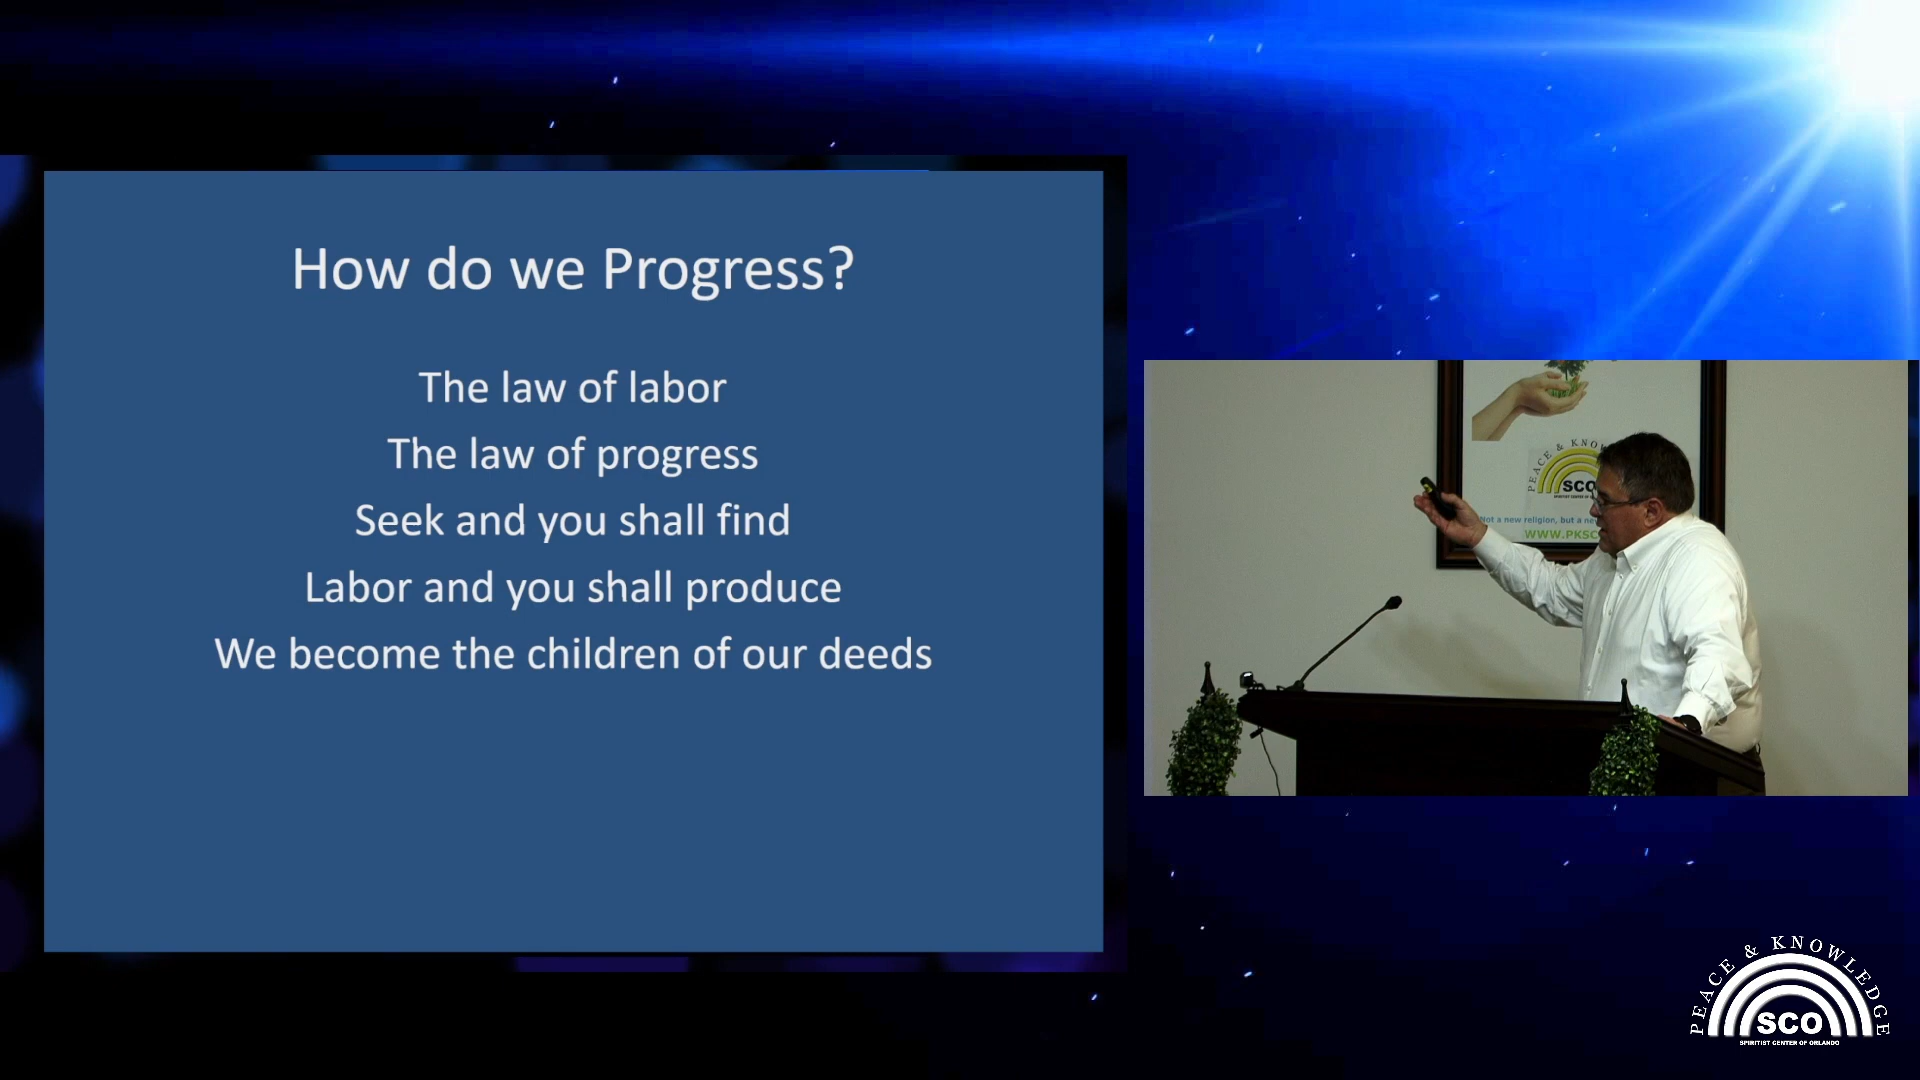 How do we Progress?
The law of labor
The law of progress
Seek and you shall find
Labor and you shall produce
We become the children of our deeds
PEACE & KNOW
SCO
Not a new religion, but a
WWW.PKSC
PEACE & KNOWLEDGE
SCO
SPIRITIST CENTER OF ORLANDO